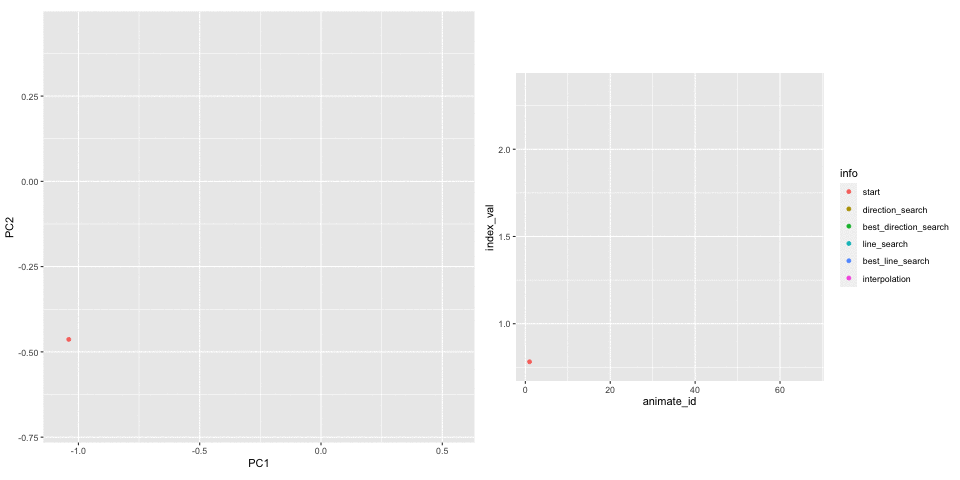 0.25
0.00
-0.25
-0.50
-0.75
PC2
-1.0
-0.5
0.0
0.5
PC1
2.0
1.5
1.0
index_val
0
20
40
60
animate_id
info
start
direction_search
best_direction_search
line_search
best_line_search
interpolation